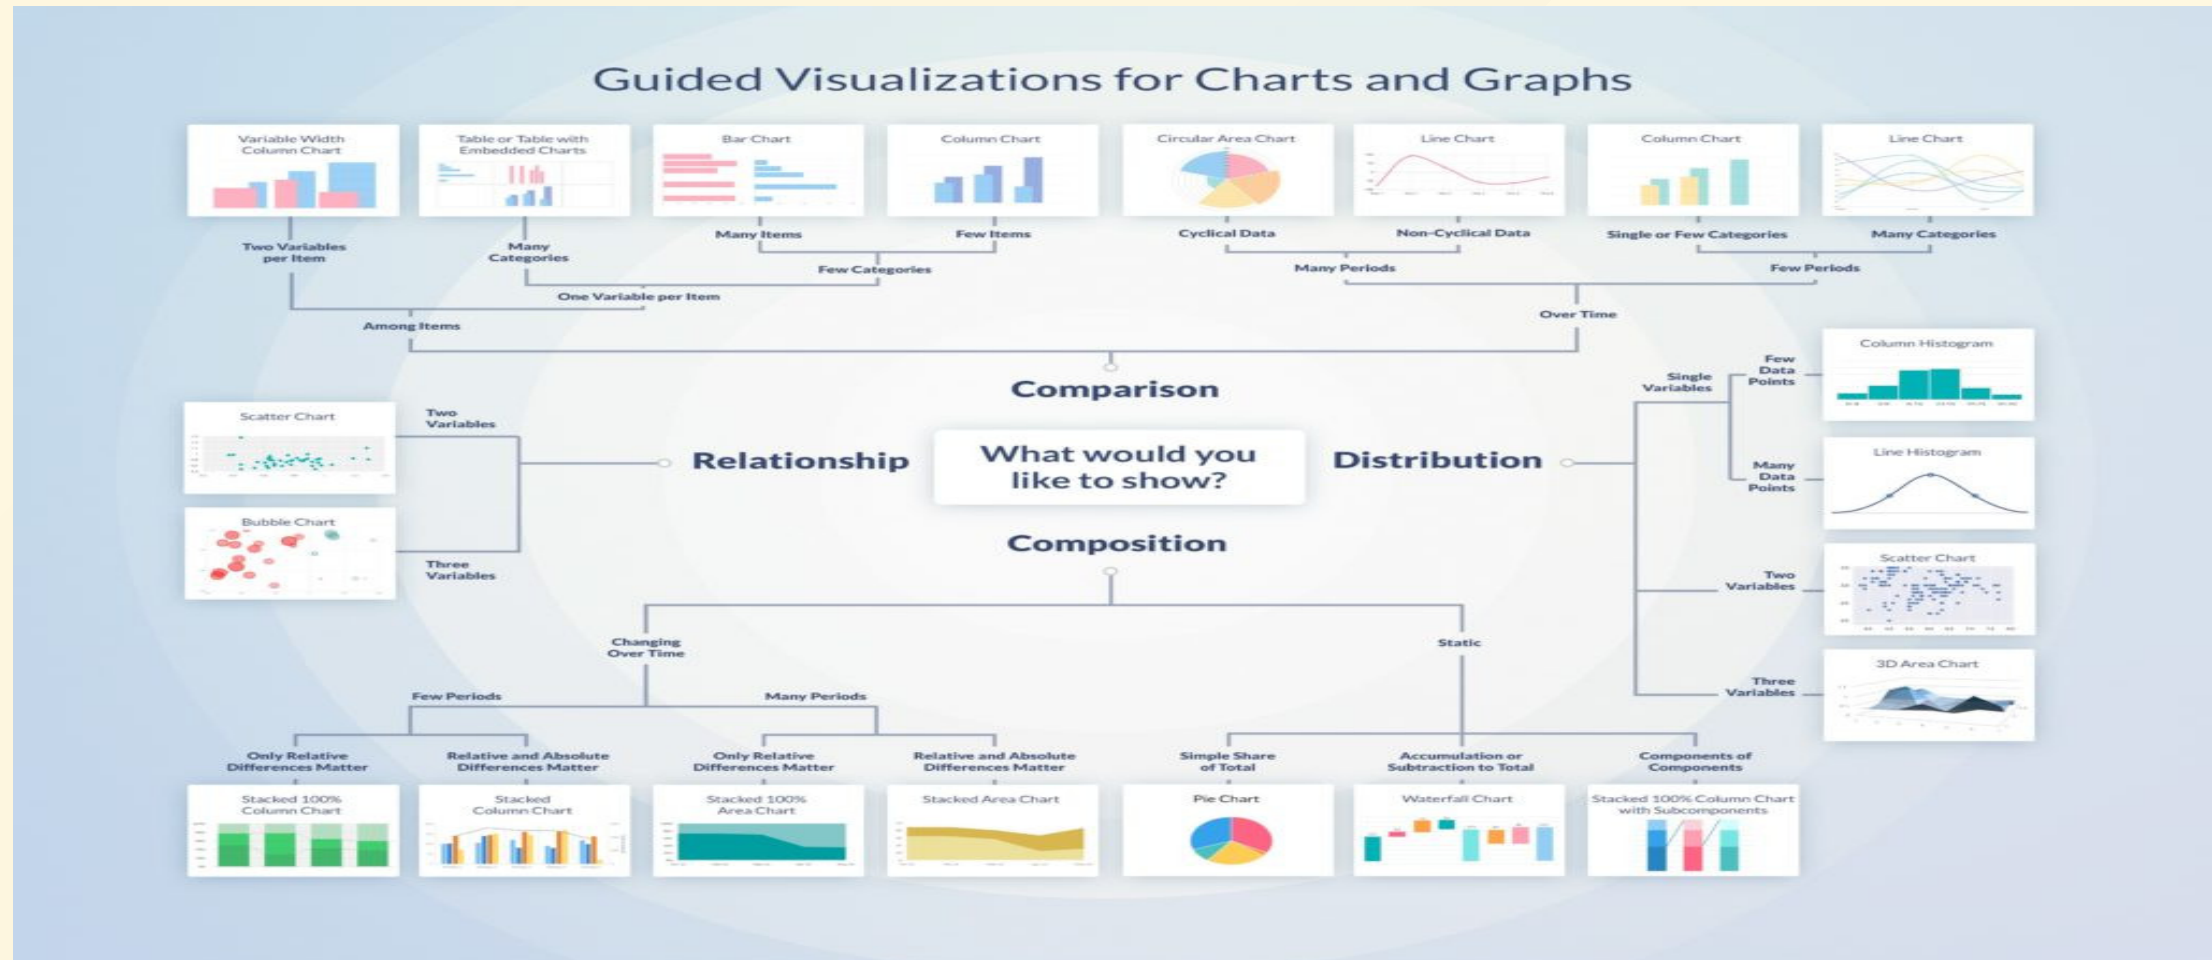 Guided Visualizations for Charts and Graphs
Variable Width
Column Chart
Table or Table with
Embedded Charts
Bar Chart
Column Chart
Circular Area Chart
Line Chart
Column Chart
Line Chart
Two Variables
per Item
Many
Categories
Many Items
Few Items
Cyclical Data
Non-Cyclical Data
Single or Few Categories
Many Categories
Few Categories
Many Periods
Few Periods
One Variable per Item
Among Items
Over Time
Comparison
Relationship
What would you
like to show?
Distribution
Composition
Scatter Chart
Two
Variables
Bubble Chart
Three
Variables
Single
Variables
Few
Data
Points
Column Histogram
Many
Data
Points
Line Histogram
Two
Variables
Scatter Chart
Three
Variables
3D Area Chart
Changing
Over Time
Static
Few Periods
Many Periods
Only Relative
Differences Matter
Relative and Absolute
Differences Matter
Only Relative
Differences Matter
Relative and Absolute
Differences Matter
Simple Share
of Total
Accumulation or
Subtraction to Total
Components of
Components
Stacked 100%
Column Chart
Stacked
Column Chart
Stacked 100%
Area Chart
Stacked Area Chart
Pie Chart
Waterfall Chart
Stacked 100% Column Chart
with Subcomponents